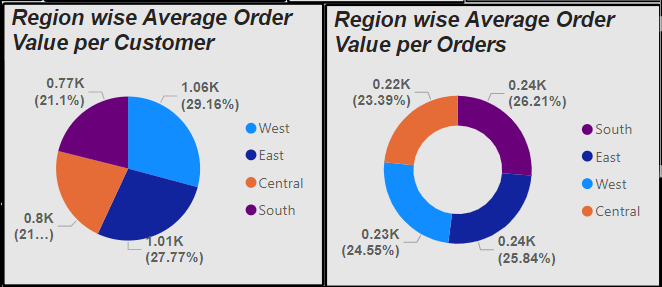 Region wise Average Order
Value per Customer
0.77K
(21.1%)
1.06K
(29.16%)
West
East
Central
South
0.8K
(21...)
1.01K
(27.77%)
Region wise Average Order
Value per Orders
0.22K
(23.39%)
0.24K
(26.21%)
South
East
West
Central
0.23K
(24.55%)
0.24K
(25.84%)